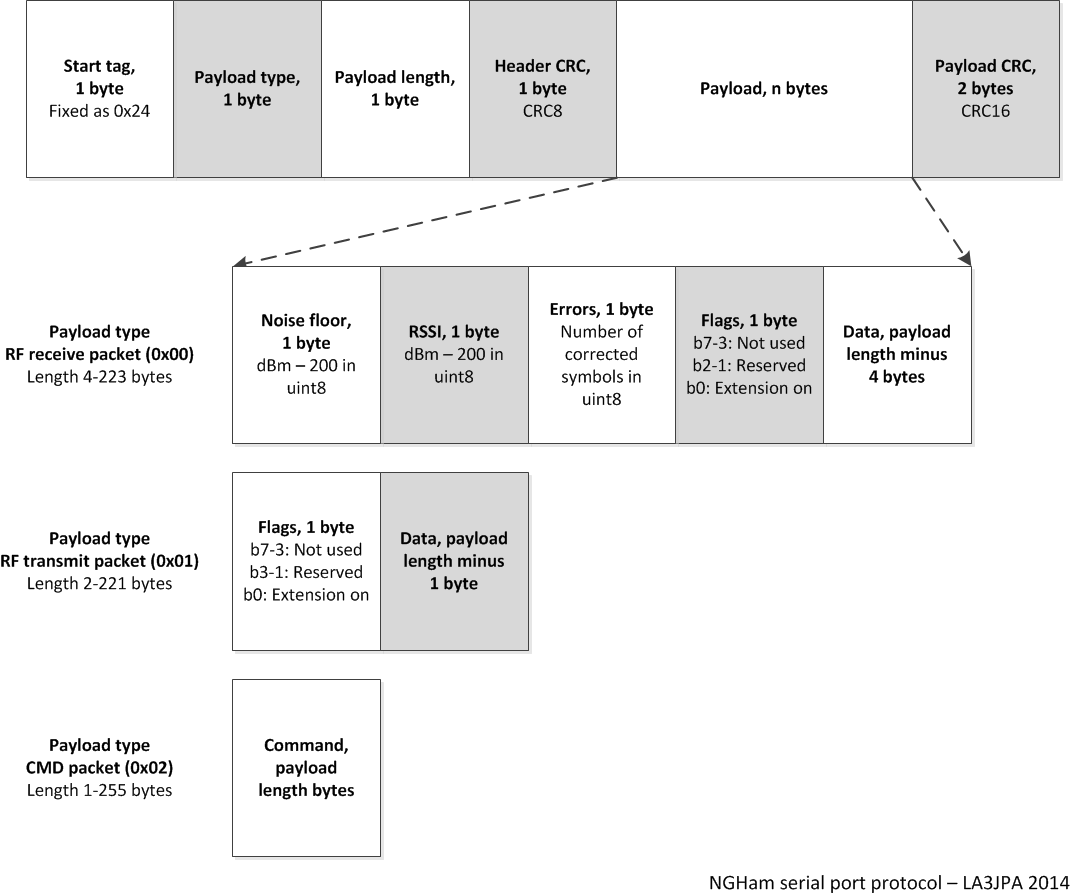 Start tag,
1 byte
Fixed as 0x24
Payload type,
1 byte
Payload length,
1 byte
Header CRC,
1 byte
CRC8
Payload, n bytes
Payload CRC,
2 bytes
CRC16
Payload type
RF receive packet (0x00)
Length 4-223 bytes
Noise floor,
1 byte
dBm – 200 in
uint8
RSSI, 1 byte
dBm – 200 in
uint8
Errors, 1 byte
Number of
corrected
symbols in
uint8
Flags, 1 byte
b7-3: Not used
b2-1: Reserved
b0: Extension on
Data, payload
length minus
4 bytes
Payload type
RF transmit packet (0x01)
Length 2-221 bytes
Flags, 1 byte
b7-3: Not used
b3-1: Reserved
b0: Extension on
Data, payload
length minus
1 byte
Payload type
CMD packet (0x02)
Length 1-255 bytes
Command,
payload
length bytes
NGHam serial port protocol – LA3JPA 2014